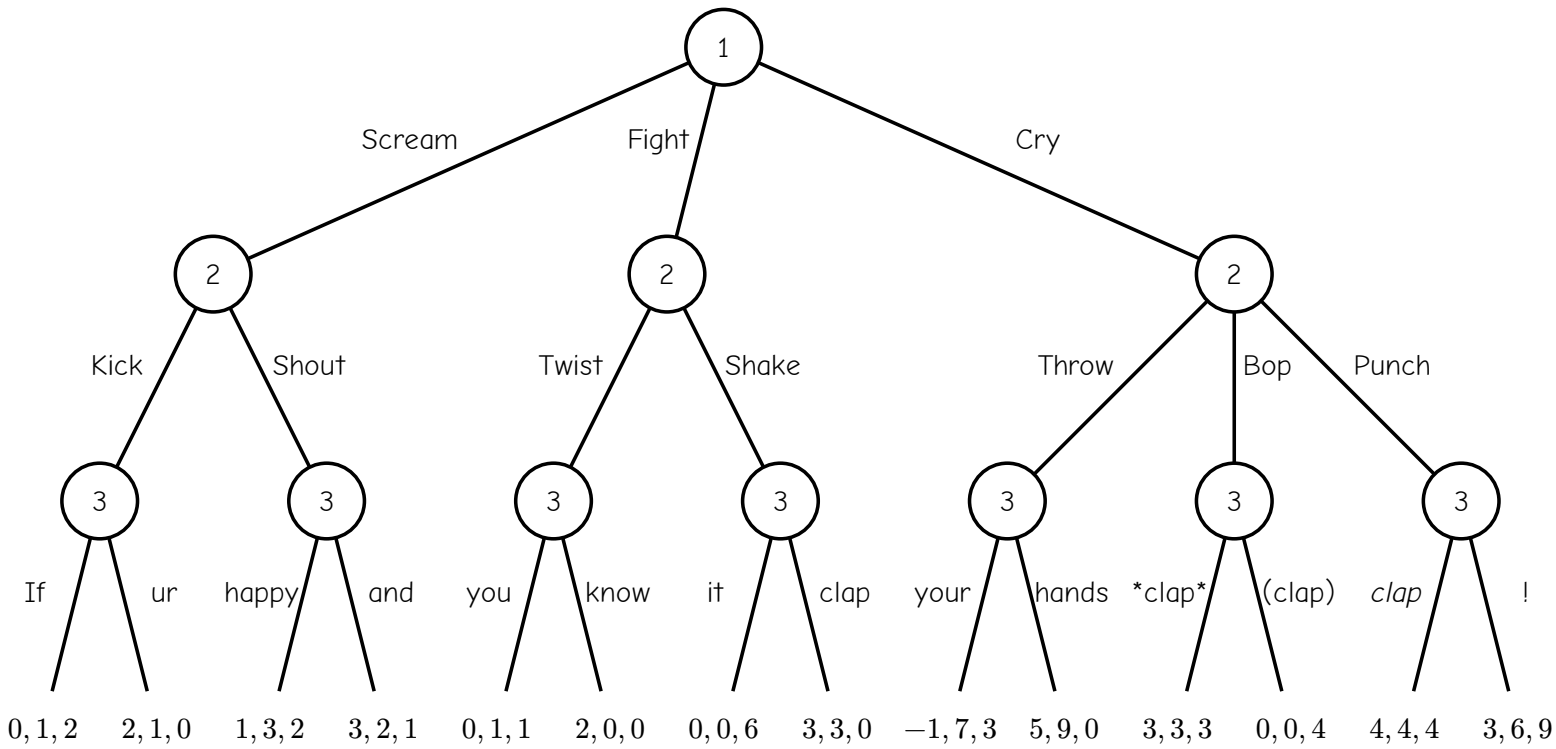 1
Scream Fight Cry
2 2 2
Kick Shout Twist Shake Throw Bop Punch
3 3 3 3 3 3 3
If ur happy and you know it clap your hands *clap* (clap) clap !
0, 1, 2 2, 1, 0 1, 3, 2 3, 2, 1 0, 1, 1 2, 0, 0 0, 0, 6 3, 3, 0 −1, 7, 3 5, 9, 0 3, 3, 3 0, 0, 4 4, 4, 4 3, 6, 9